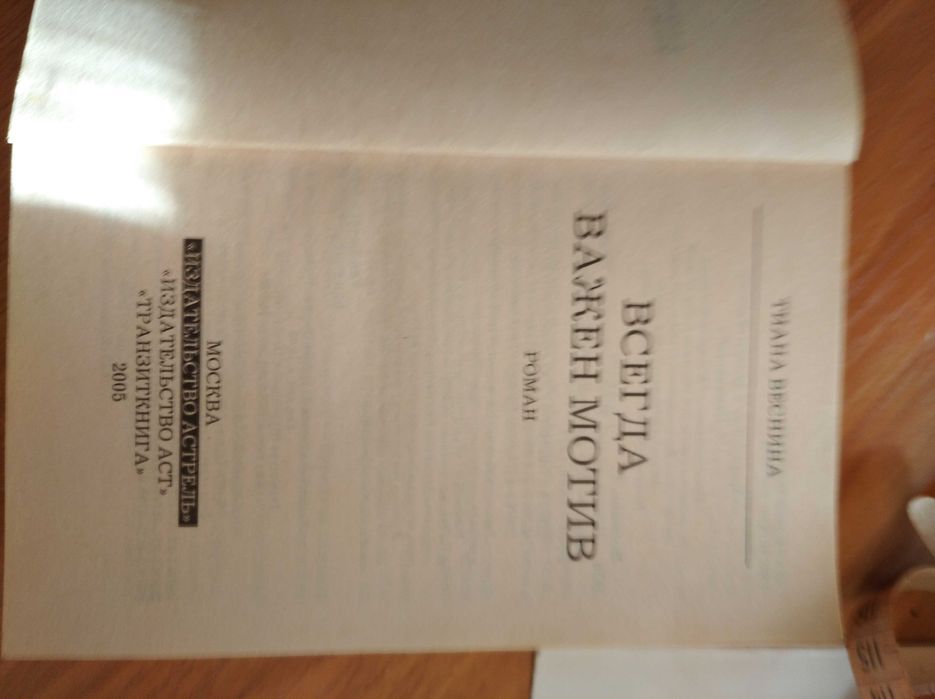 ТИАНА ВЕСНИНА
ВСЕГДА
ВАЖЕН МОТИВ
РОМАН
МОСКВА
«ИЗДАТЕЛЬСТВО АСТРЕЛЬ»
«ИЗДАТЕЛЬСТВО АСТ»
«ТРАНЗИТКНИГА»
2005